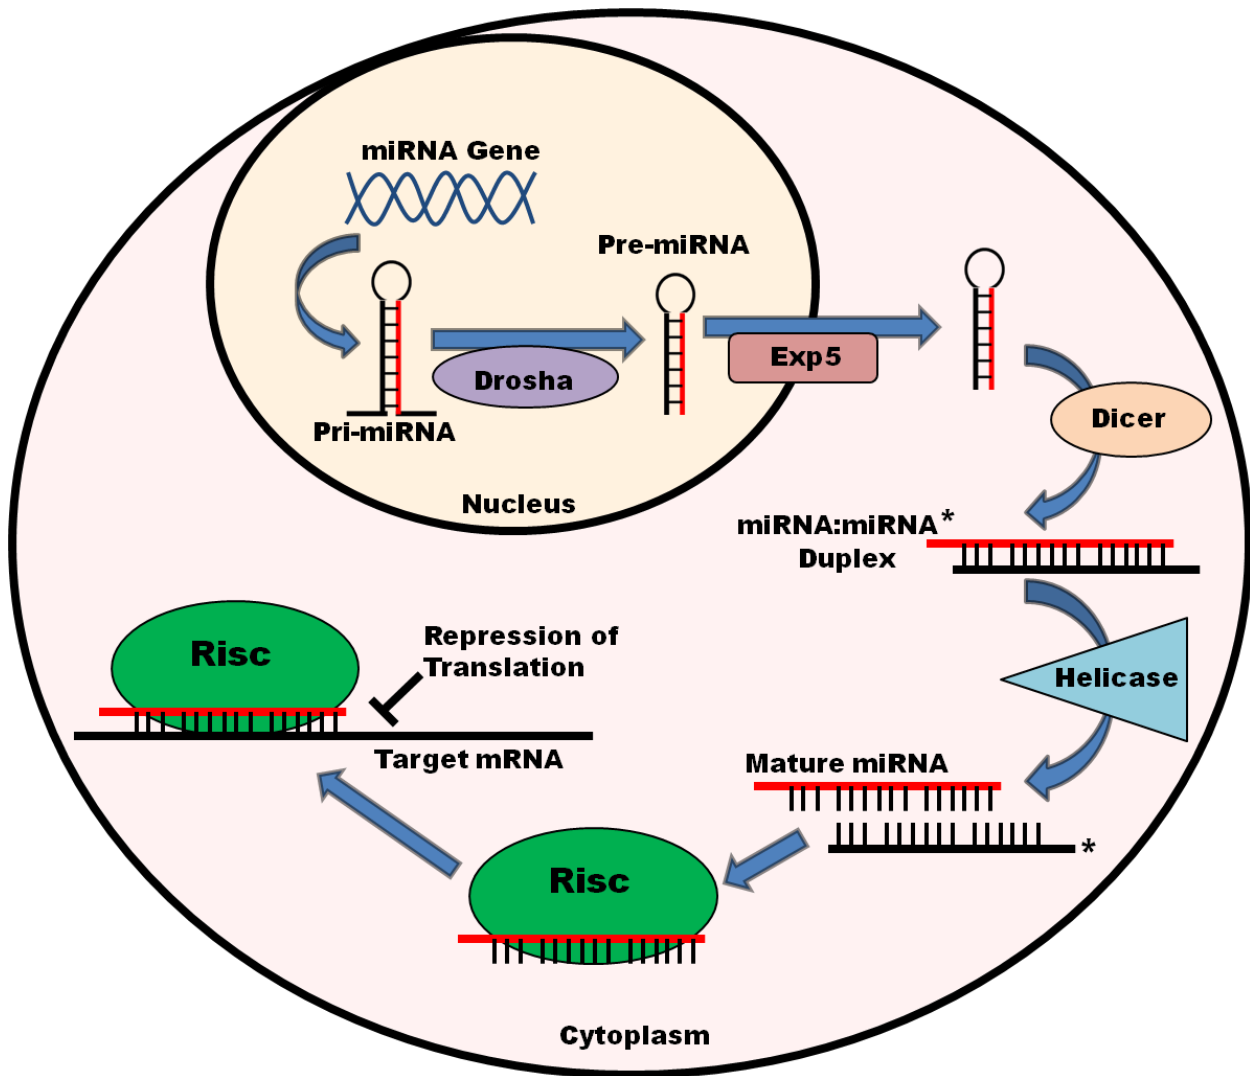 miRNA Gene
Pre-miRNA
Drosha
Exp5
Pri-miRNA
Dicer
Nucleus
miRNA:miRNA*
Duplex
Risc
Repression of
Translation
Helicase
Target mRNA
Mature miRNA
*
Risc
Cytoplasm